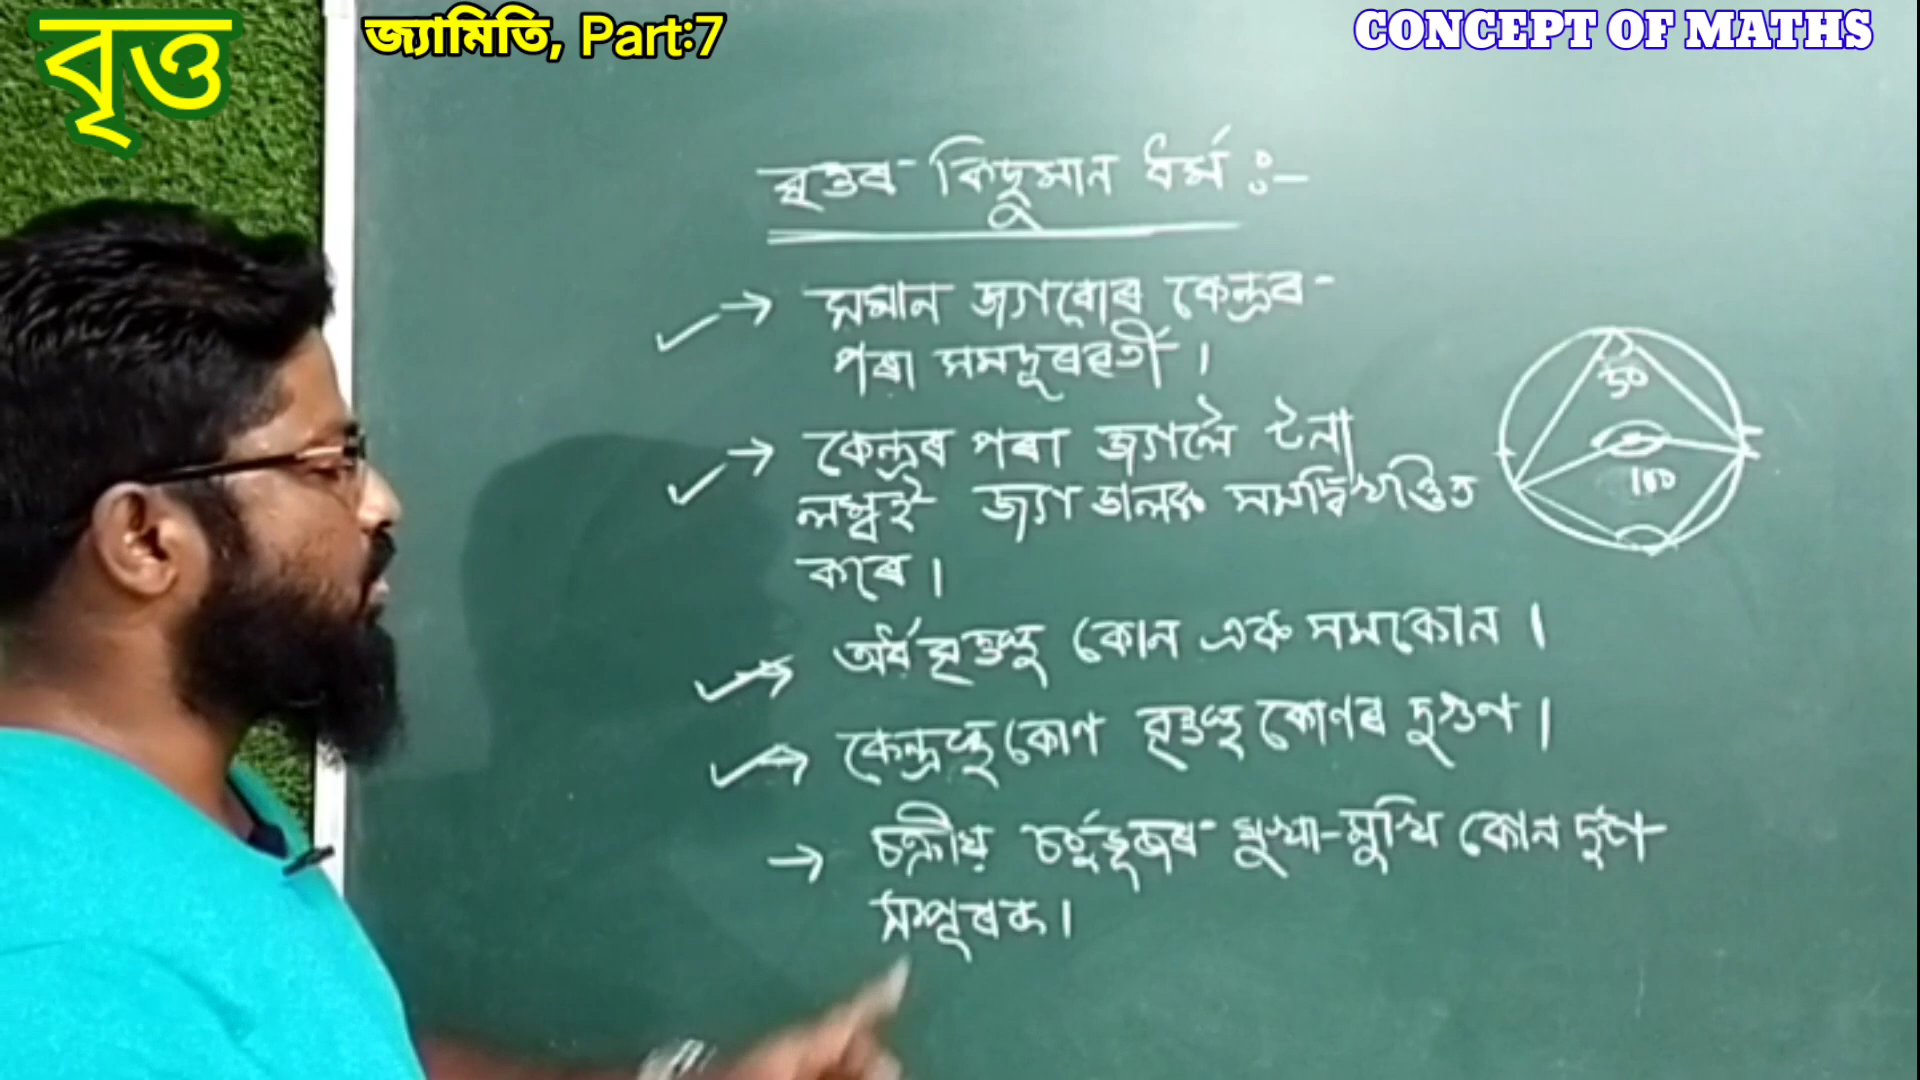 বৃত্ত
জ্যামিতি, Part:7
CONCEPT OF MATHS
বৃত্তৰ কিছুমান ধৰ্ম :-
→ সমান জ্যাবোৰ কেন্দ্ৰৰ
পৰা সমদূৰৱৰ্তী।
→ কেন্দ্ৰৰ পৰা জ্যালৈ টনা
লম্বই জ্যা ডালক সমদ্বিখণ্ডিত
কৰে।
→ অৰ্ধবৃত্তস্থ কোন এক সমকোন।
→ কেন্দ্ৰস্থ কোণ বৃত্তস্থ কোণৰ দুগুণ।
→ চক্ৰীয় চৰ্তুভূজৰ মুখা-মুখি কোন দুটা
সম্পূৰক।
50
100